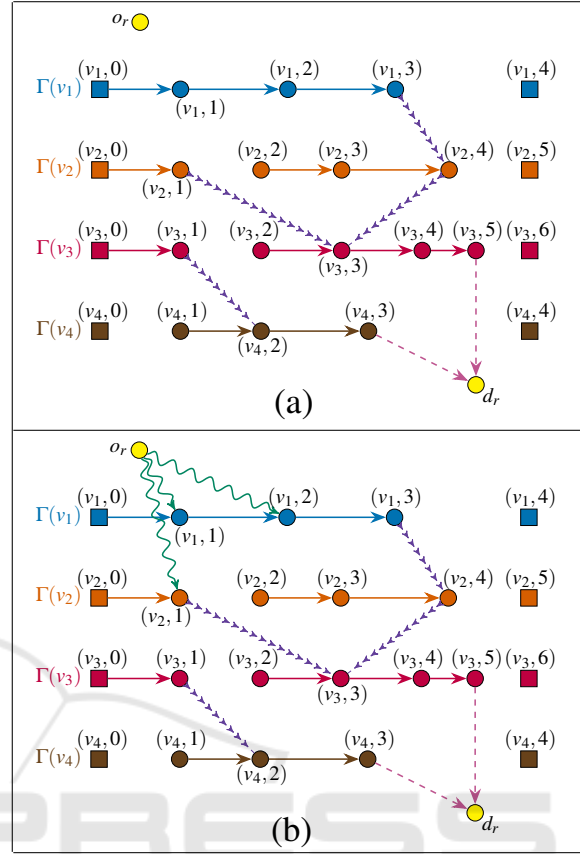 o_r
(v_1,0) (v_1,2) (v_1,3) (v_1,4)
Γ(v_1)
(v_1,1)
(v_2,0) (v_2,2) (v_2,3) (v_2,4) (v_2,5)
Γ(v_2)
(v_2,1)
(v_3,0) (v_3,1) (v_3,2) (v_3,4) (v_3,5) (v_3,6)
Γ(v_3)
(v_3,3)
(v_4,0) (v_4,1) (v_4,3) (v_4,4)
Γ(v_4)
(v_4,2)
d_r
(a)
o_r
(v_1,0) (v_1,2) (v_1,3) (v_1,4)
Γ(v_1)
(v_1,1)
(v_2,0) (v_2,2) (v_2,3) (v_2,4) (v_2,5)
Γ(v_2)
(v_2,1)
(v_3,0) (v_3,1) (v_3,2) (v_3,4) (v_3,5) (v_3,6)
Γ(v_3)
(v_3,3)
(v_4,0) (v_4,1) (v_4,3) (v_4,4)
Γ(v_4)
(v_4,2)
d_r
(b)
PRESS